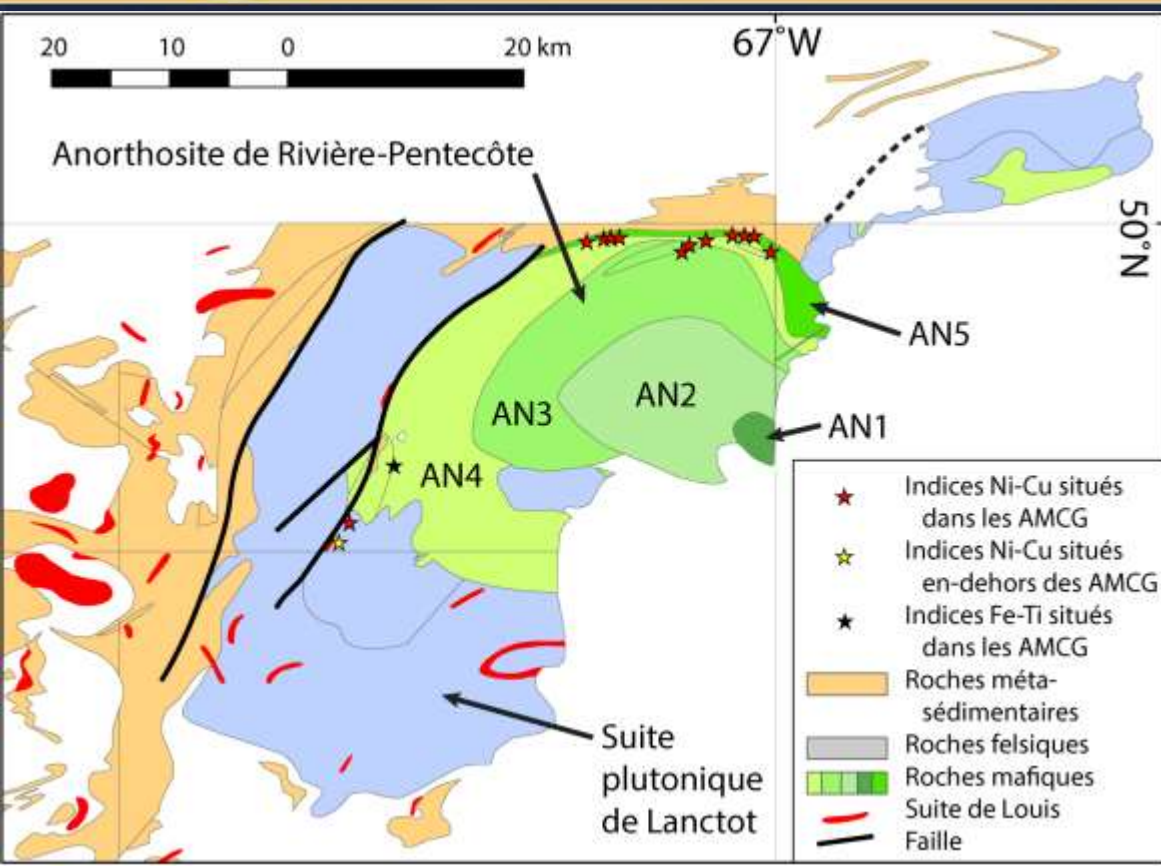 20 10 0 20 km
67°W
Anorthosite de Rivière-Pentecôte
50°N
AN5
AN2
AN3
AN1
AN4
Suite
plutonique
de Lanctot
Indices Ni-Cu situés
dans les AMCG
Indices Ni-Cu situés
en-dehors des AMCG
Indices Fe-Ti situés
dans les AMCG
Roches méta-
sédimentaires
Roches felsiques
Roches mafiques
Suite de Louis
Faille